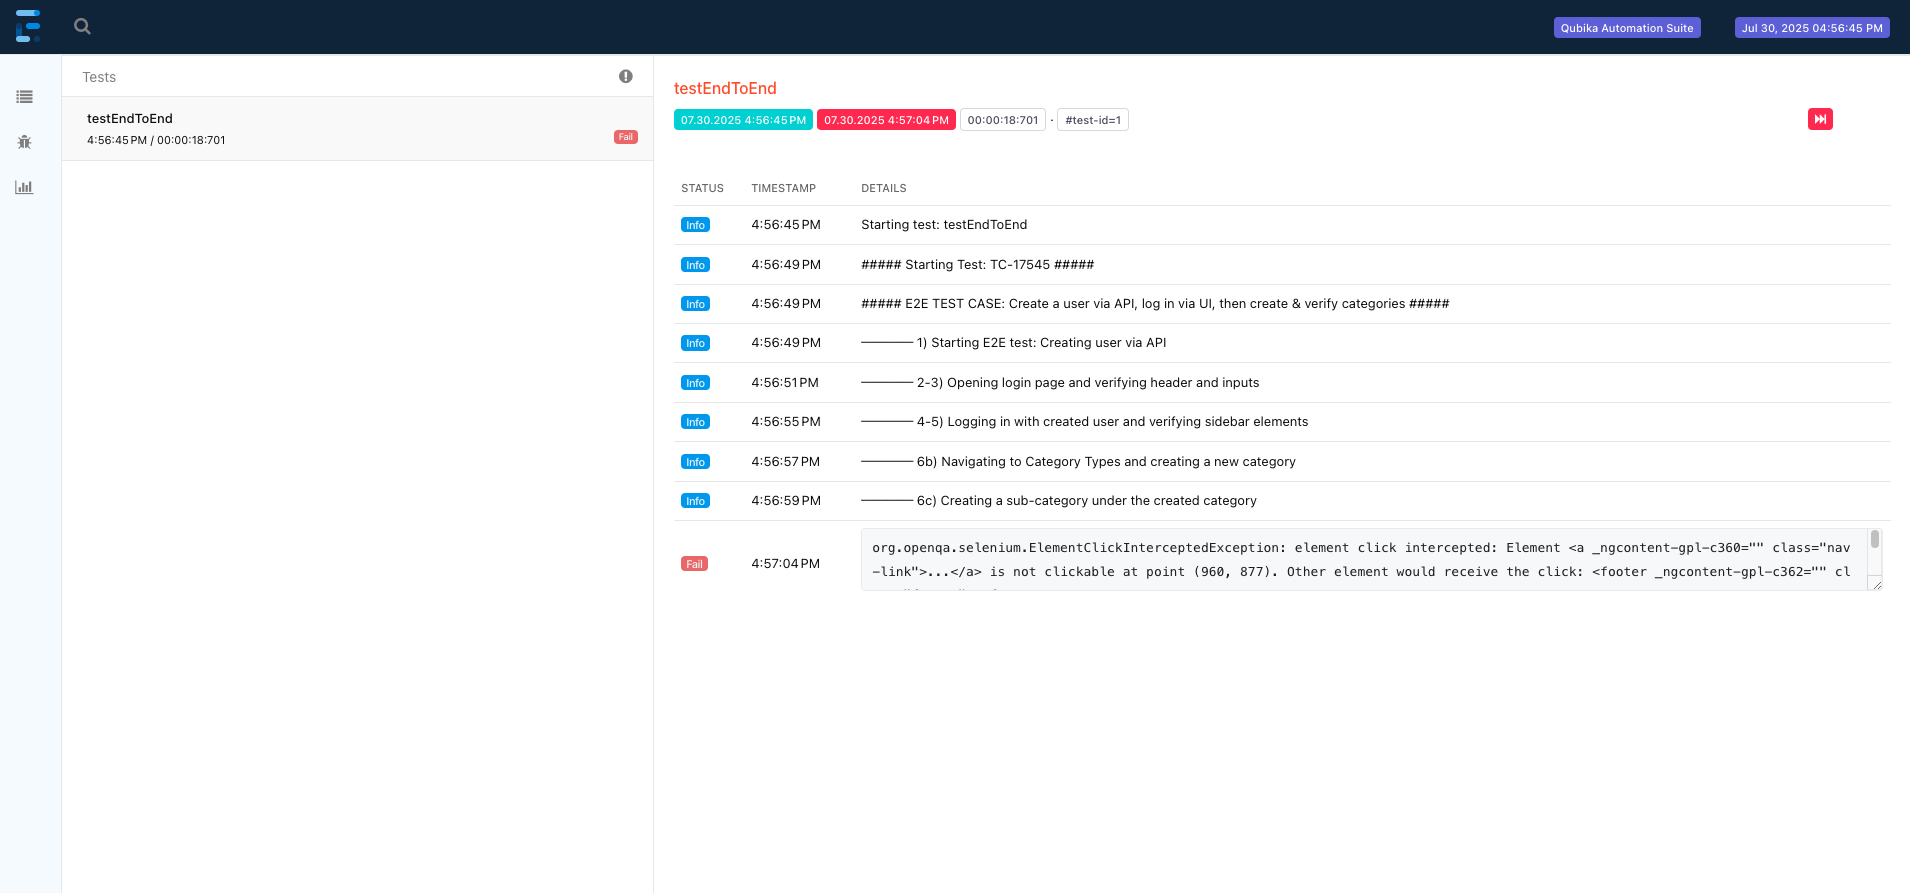 Qubika Automation Suite
Jul 30, 2025 04:56:45 PM
Tests
testEndToEnd
4:56:45 PM / 00:00:18:701
Fail
testEndToEnd
07.30.2025 4:56:45 PM 07.30.2025 4:57:04 PM 00:00:18:701 · #test-id=1
STATUS TIMESTAMP DETAILS
Info 4:56:45 PM Starting test: testEndToEnd
Info 4:56:49 PM ##### Starting Test: TC-17545 #####
Info 4:56:49 PM ##### E2E TEST CASE: Create a user via API, log in via UI, then create & verify categories #####
Info 4:56:49 PM ———— 1) Starting E2E test: Creating user via API
Info 4:56:51 PM ———— 2-3) Opening login page and verifying header and inputs
Info 4:56:55 PM ———— 4-5) Logging in with created user and verifying sidebar elements
Info 4:56:57 PM ———— 6b) Navigating to Category Types and creating a new category
Info 4:56:59 PM ———— 6c) Creating a sub-category under the created category
Fail 4:57:04 PM
org.openqa.selenium.ElementClickInterceptedException: element click intercepted: Element <a _ngcontent-gpl-c360="" class="nav
-link">...</a> is not clickable at point (960, 877). Other element would receive the click: <footer _ngcontent-gpl-c362="" cl